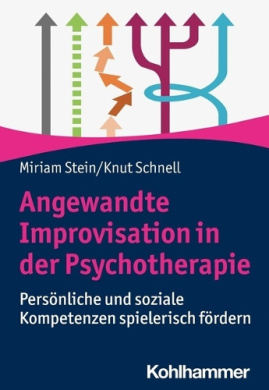 Miriam Stein/Knut Schnell
Angewandte
Improvisation in
der Psychotherapie
Persönliche und soziale
Kompetenzen spielerisch fördern
Kohlhammer